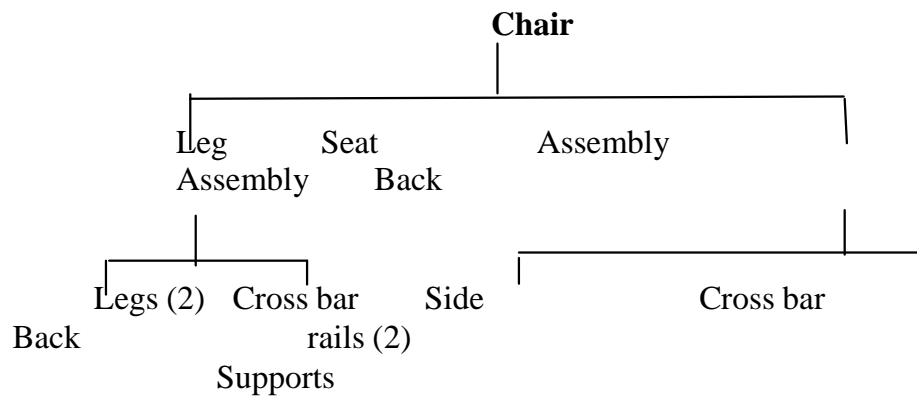 Chair
Leg Seat Assembly
Assembly Back
Legs (2) Cross bar Side Cross bar
Back rails (2)
Supports